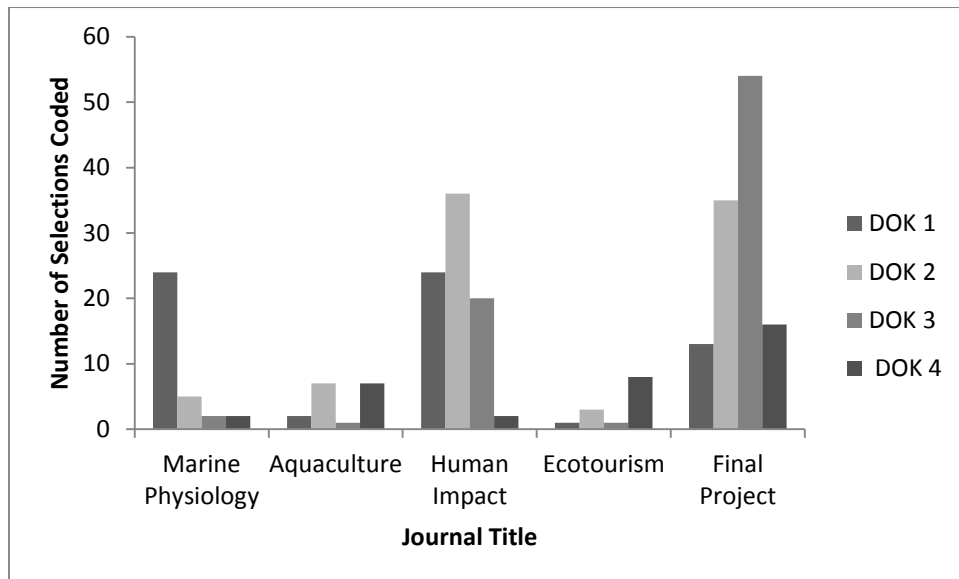 60
50
40
30
20
10
0
Number of Selections Coded
Marine Physiology
Aquaculture
Human Impact
Ecotourism
Final Project
Journal Title
DOK 1
DOK 2
DOK 3
DOK 4